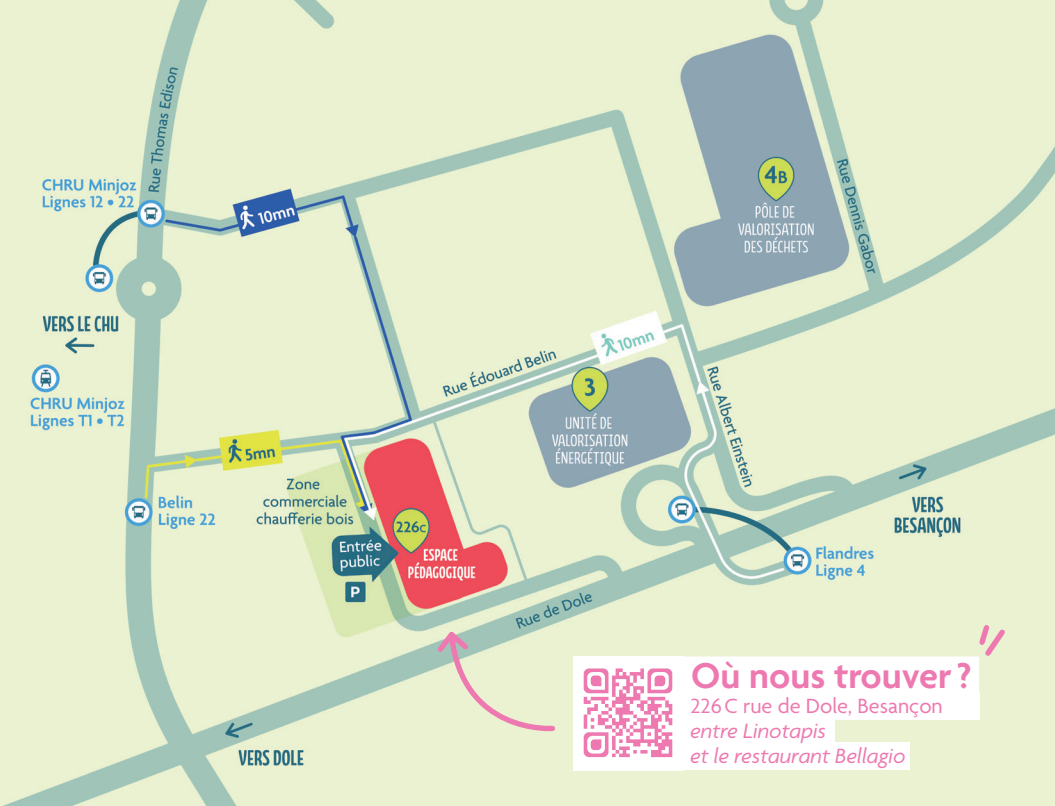 Rue Thomas Edison
CHRU Minjoz
Lignes 12 • 22
10mn
VERS LE CHU
CHRU Minjoz
Lignes T1 • T2
4B
PÔLE DE
VALORISATION
DES DÉCHETS
Rue Dennis Gabor
Rue Édouard Belin
10mn
3
UNITÉ DE
VALORISATION
ÉNERGÉTIQUE
Rue Albert Einstein
5mn
Belin
Ligne 22
Zone
commerciale
chaufferie bois
Entrée
public
P
226c
ESPACE
PÉDAGOGIQUE
VERS
BESANÇON
Flandres
Ligne 4
Rue de Dole
VERS DOLE
Où nous trouver ?
226 C rue de Dole, Besançon
entre Linotapis
et le restaurant Bellagio